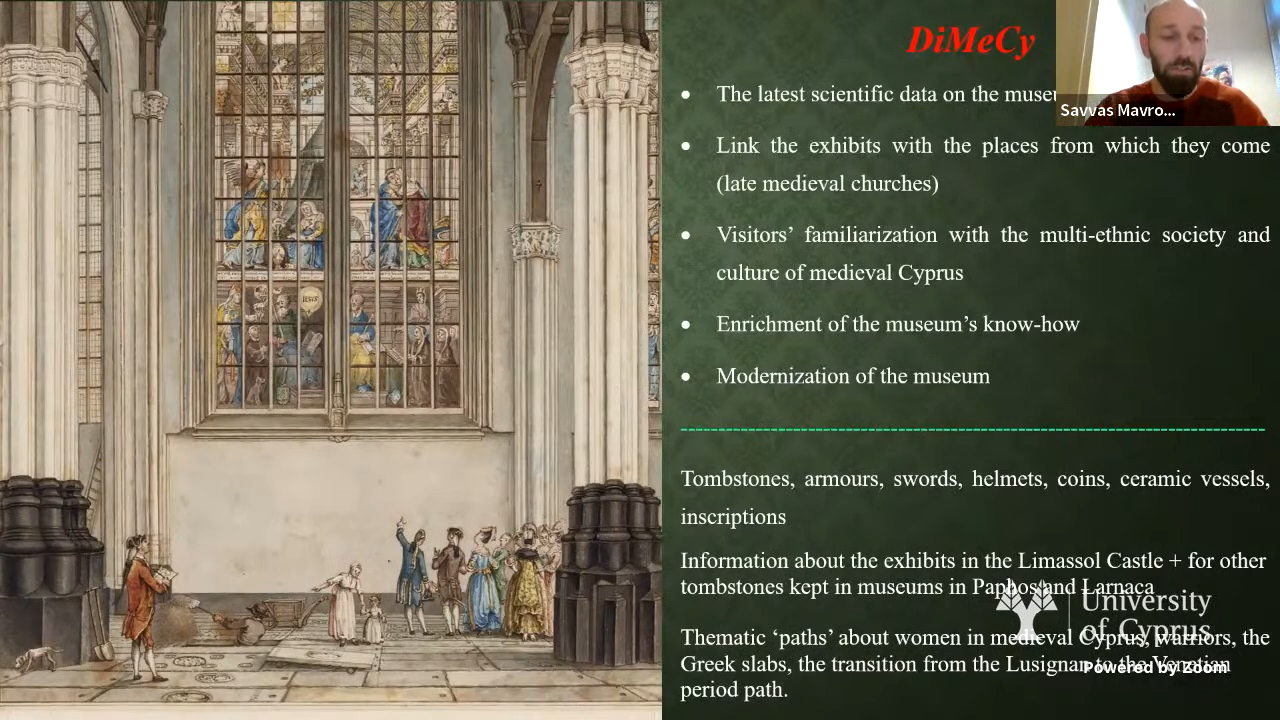 DiMeCy
Savvas Mavro...
• The latest scientific data on the
• Link the exhibits with the places from which they come
(late medieval churches)
• Visitors’ familiarization with the multi-ethnic society and
culture of medieval Cyprus
• Enrichment of the museum’s know-how
• Modernization of the museum
Tombstones, armours, swords, helmets, coins, ceramic vessels,
inscriptions
Information about the exhibits in the Limassol Castle + for other
tombstones kept in museums in Paphos and Larnaca
Thematic ‘paths’ about women in medieval Cyprus, warriors, the
Greek slabs, the transition from the Lusignan to the Venetian
period path.
University
of Cyprus
Powered by Zoom
JESUS